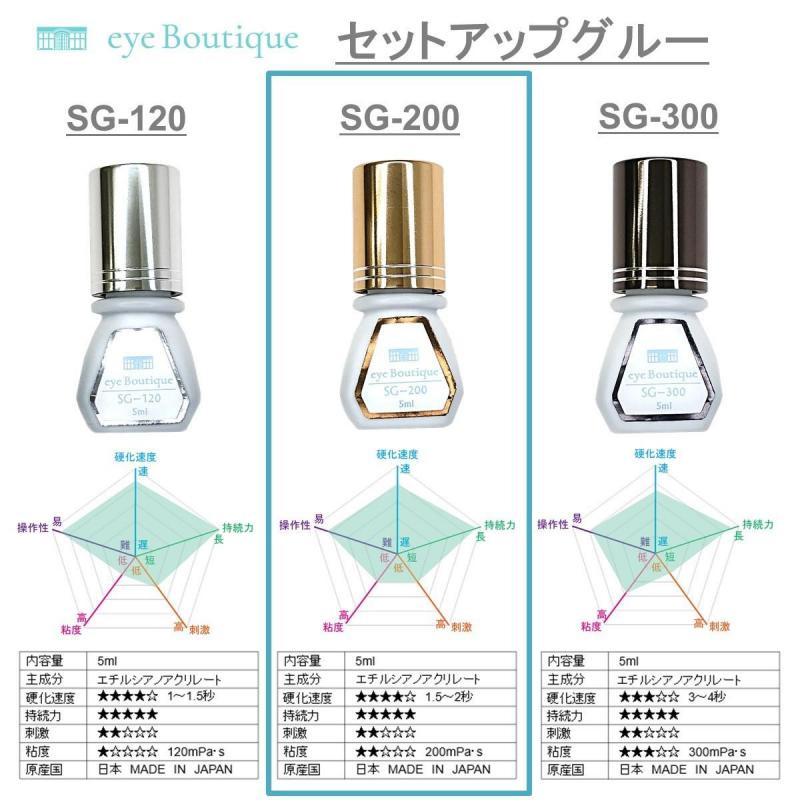 eye Boutique セットアップグルー
SG-120
SG-200
SG-300
eye Boutique
SG-120
5ml
eye Boutique
SG-200
5ml
eye Boutique
SG-300
5ml
硬化速度
速
操作性 易
持続力
長
難 遅
低 低 短
高
粘度
高 刺激
硬化速度
速
操作性 易
持続力
長
難 遅
低 低 短
高
粘度
高 刺激
硬化速度
速
操作性 易
持続力
長
難 遅
低 低 短
高
粘度
高 刺激
内容量 5ml
主成分 エチルシアノアクリレート
硬化速度 ★★★★☆ 1〜1.5秒
持続力 ★★★★★
刺激 ★★☆☆☆
粘度 ★☆☆☆☆ 120mPa・s
原産国 日本 MADE IN JAPAN
内容量 5ml
主成分 エチルシアノアクリレート
硬化速度 ★★★★☆ 1.5〜2秒
持続力 ★★★★★
刺激 ★★☆☆☆
粘度 ★★☆☆☆ 200mPa・s
原産国 日本 MADE IN JAPAN
内容量 5ml
主成分 エチルシアノアクリレート
硬化速度 ★★★☆☆ 3〜4秒
持続力 ★★★★★
刺激 ★★☆☆☆
粘度 ★★★☆☆ 300mPa・s
原産国 日本 MADE IN JAPAN